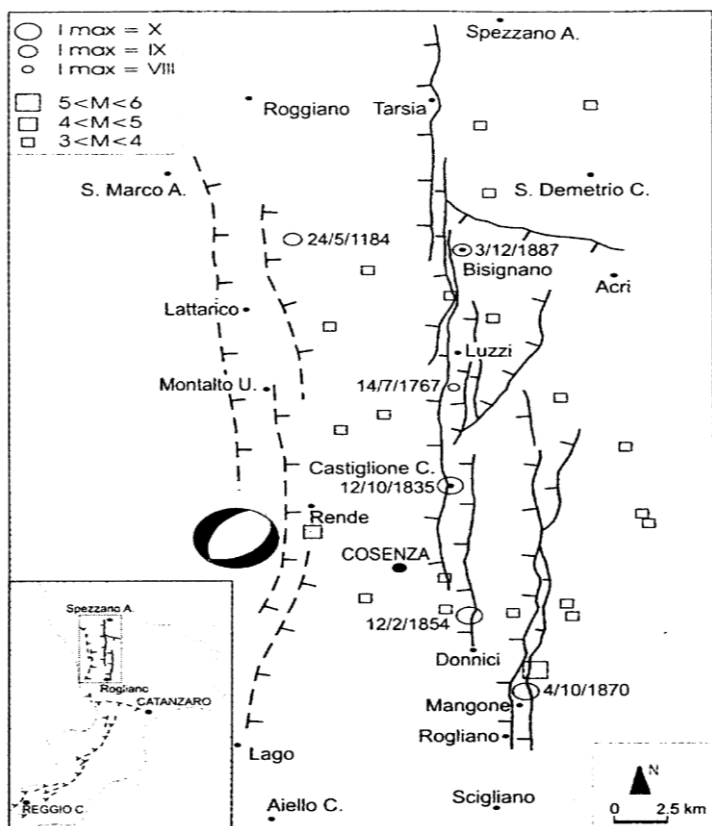 I max = X
I max = IX
I max = VIII
5<M<6
4<M<5
3<M<4
Spezzano A.
Roggiano
Tarsia
S. Marco A.
S. Demetrio C.
24/5/1184
3/12/1887
Bisignano
Acri
Lattarico
Luzzi
Montalto U.
14/7/1767
Castiglione C.
12/10/1835
Rende
COSENZA
12/2/1854
Donnici
4/10/1870
Mangone
Rogliano
Lago
Aiello C.
Scigliano
Spezzano A.
Rogliano
CATANZARO
REGGIO C.
N
0 2.5 km